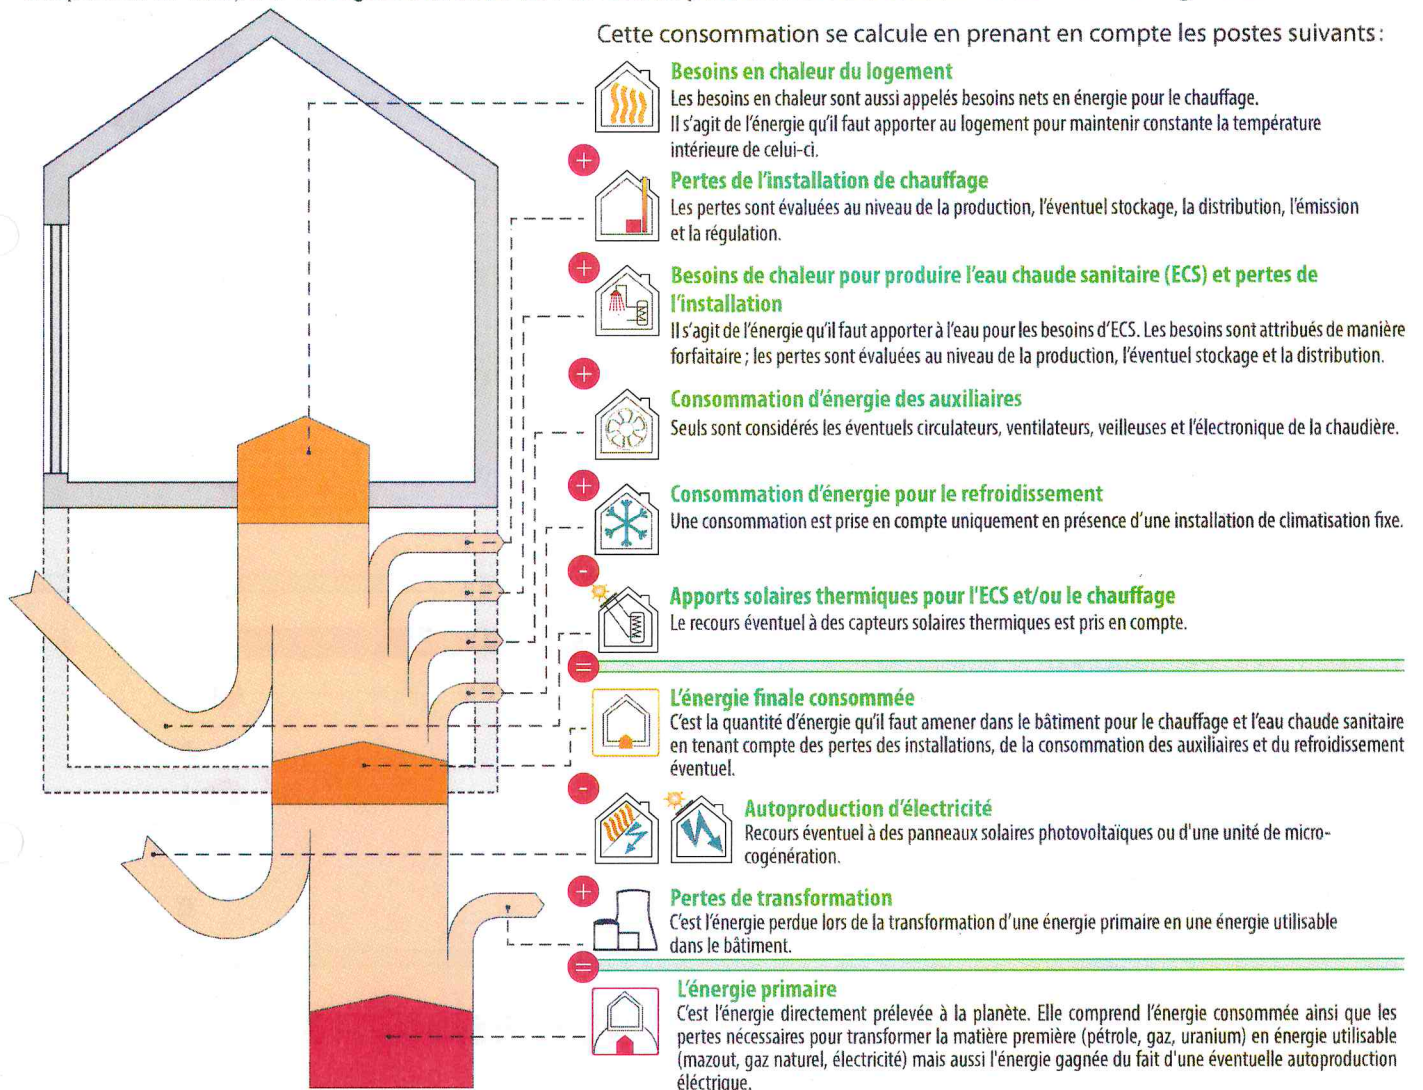 Cette consommation se calcule en prenant en compte les postes suivants :
Besoins en chaleur du logement
Les besoins en chaleur sont aussi appelés besoins nets en énergie pour le chauffage.
Il s'agit de l'énergie qu'il faut apporter au logement pour maintenir constante la température
intérieure de celui-ci.
+
Pertes de l'installation de chauffage
Les pertes sont évaluées au niveau de la production, l'éventuel stockage, la distribution, l'émission
et la régulation.
+
Besoins de chaleur pour produire l'eau chaude sanitaire (ECS) et pertes de
l'installation
Il s'agit de l'énergie qu'il faut apporter à l'eau pour les besoins d'ECS. Les besoins sont attribués de manière
forfaitaire ; les pertes sont évaluées au niveau de la production, l'éventuel stockage et la distribution.
+
Consommation d'énergie des auxiliaires
Seuls sont considérés les éventuels circulateurs, ventilateurs, veilleuses et l'électronique de la chaudière.
+
Consommation d'énergie pour le refroidissement
Une consommation est prise en compte uniquement en présence d'une installation de climatisation fixe.
-
Apports solaires thermiques pour l'ECS et/ou le chauffage
Le recours éventuel à des capteurs solaires thermiques est pris en compte.
=
L'énergie finale consommée
C'est la quantité d'énergie qu'il faut amener dans le bâtiment pour le chauffage et l'eau chaude sanitaire
en tenant compte des pertes des installations, de la consommation des auxiliaires et du refroidissement
éventuel.
-
Autoproduction d'électricité
Recours éventuel à des panneaux solaires photovoltaïques ou d'une unité de micro-
cogénération.
+
Pertes de transformation
C'est l'énergie perdue lors de la transformation d'une énergie primaire en une énergie utilisable
dans le bâtiment.
=
L'énergie primaire
C'est l'énergie directement prélevée à la planète. Elle comprend l'énergie consommée ainsi que les
pertes nécessaires pour transformer la matière première (pétrole, gaz, uranium) en énergie utilisable
(mazout, gaz naturel, électricité) mais aussi l'énergie gagnée du fait d'une éventuelle autoproduction
éléctrique.